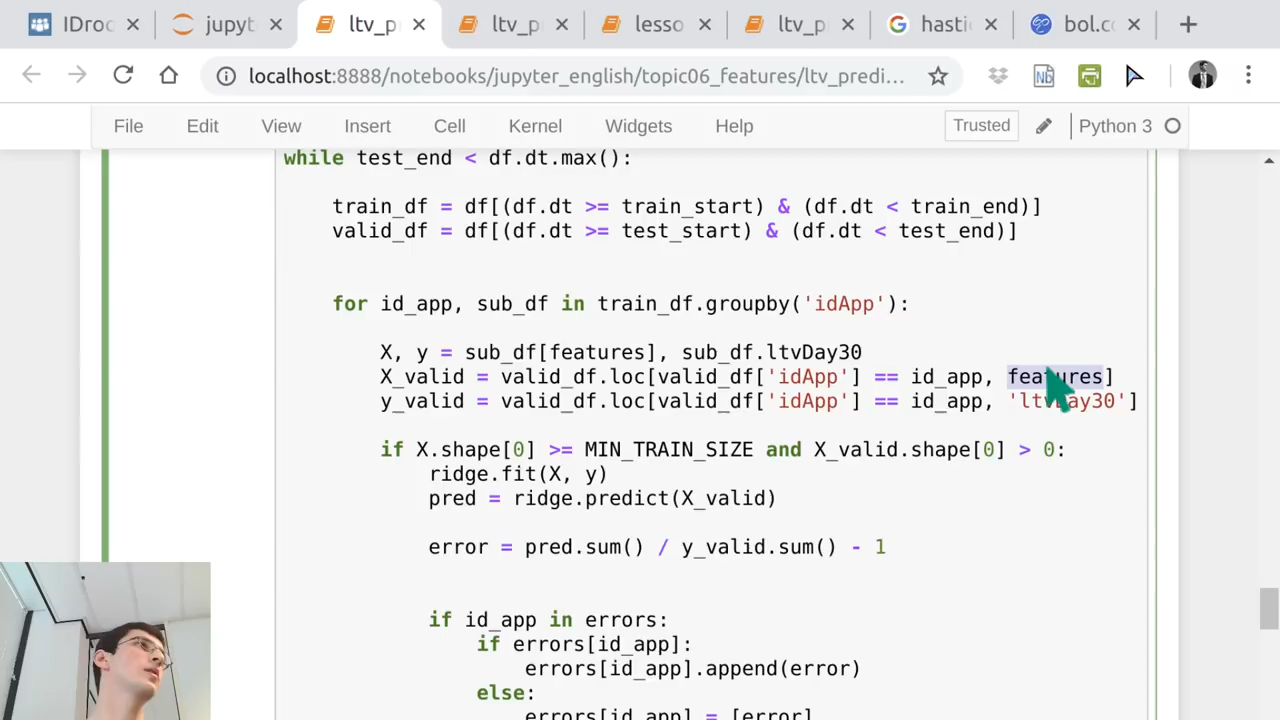 IDroo
jupyt
ltv_p
ltv_p
lesso
ltv_p
hasti
bol.c
localhost:8888/notebooks/jupyter_english/topic06_features/ltv_predi...
File Edit View Insert Cell Kernel Widgets Help Trusted Python 3
while test_end < df.dt.max():
train_df = df[(df.dt >= train_start) & (df.dt < train_end)]
valid_df = df[(df.dt >= test_start) & (df.dt < test_end)]
for id_app, sub_df in train_df.groupby('idApp'):
X, y = sub_df[features], sub_df.ltvDay30
X_valid = valid_df.loc[valid_df['idApp'] == id_app, features]
y_valid = valid_df.loc[valid_df['idApp'] == id_app, 'ltvDay30']
if X.shape[0] >= MIN_TRAIN_SIZE and X_valid.shape[0] > 0:
ridge.fit(X, y)
pred = ridge.predict(X_valid)
error = pred.sum() / y_valid.sum() - 1
if id_app in errors:
if errors[id_app]:
errors[id_app].append(error)
else:
errors[id_app] = [error]